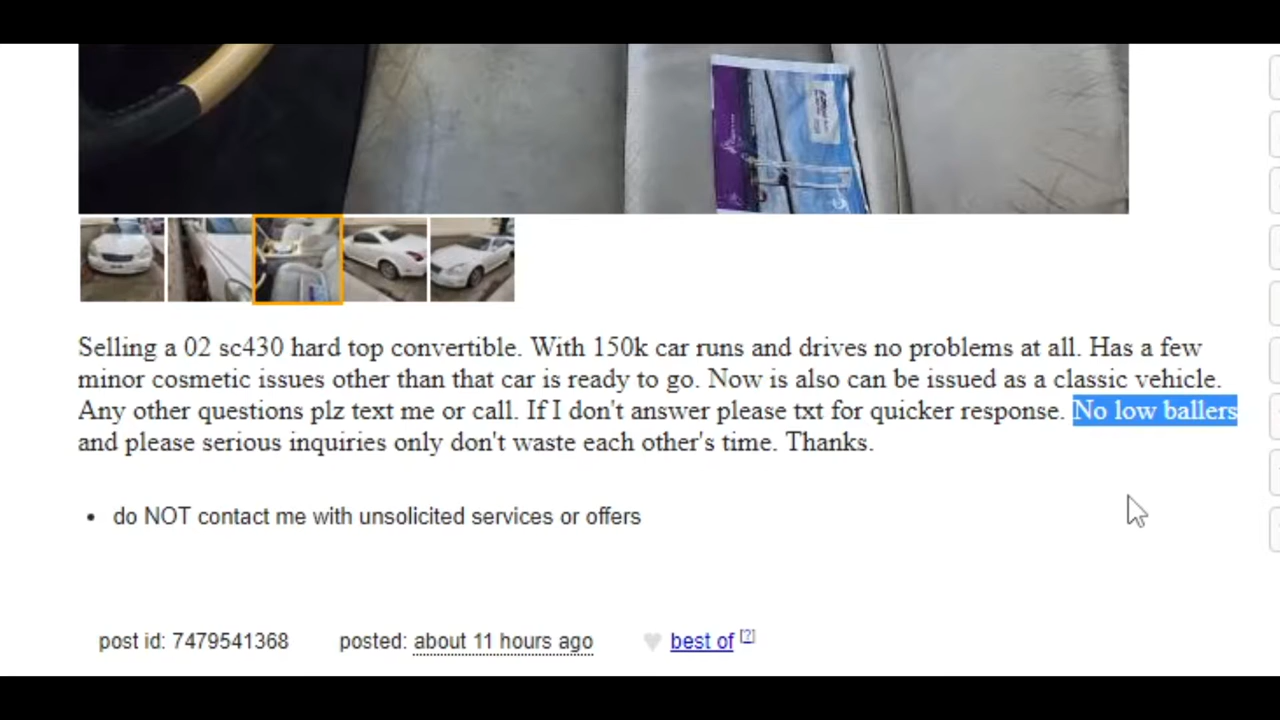 Selling a 02 sc430 hard top convertible. With 150k car runs and drives no problems at all. Has a few
minor cosmetic issues other than that car is ready to go. Now is also can be issued as a classic vehicle.
Any other questions plz text me or call. If I don't answer please txt for quicker response. No low ballers
and please serious inquiries only don't waste each other's time. Thanks.
do NOT contact me with unsolicited services or offers
post id: 7479541368 posted: about 11 hours ago best of [?]